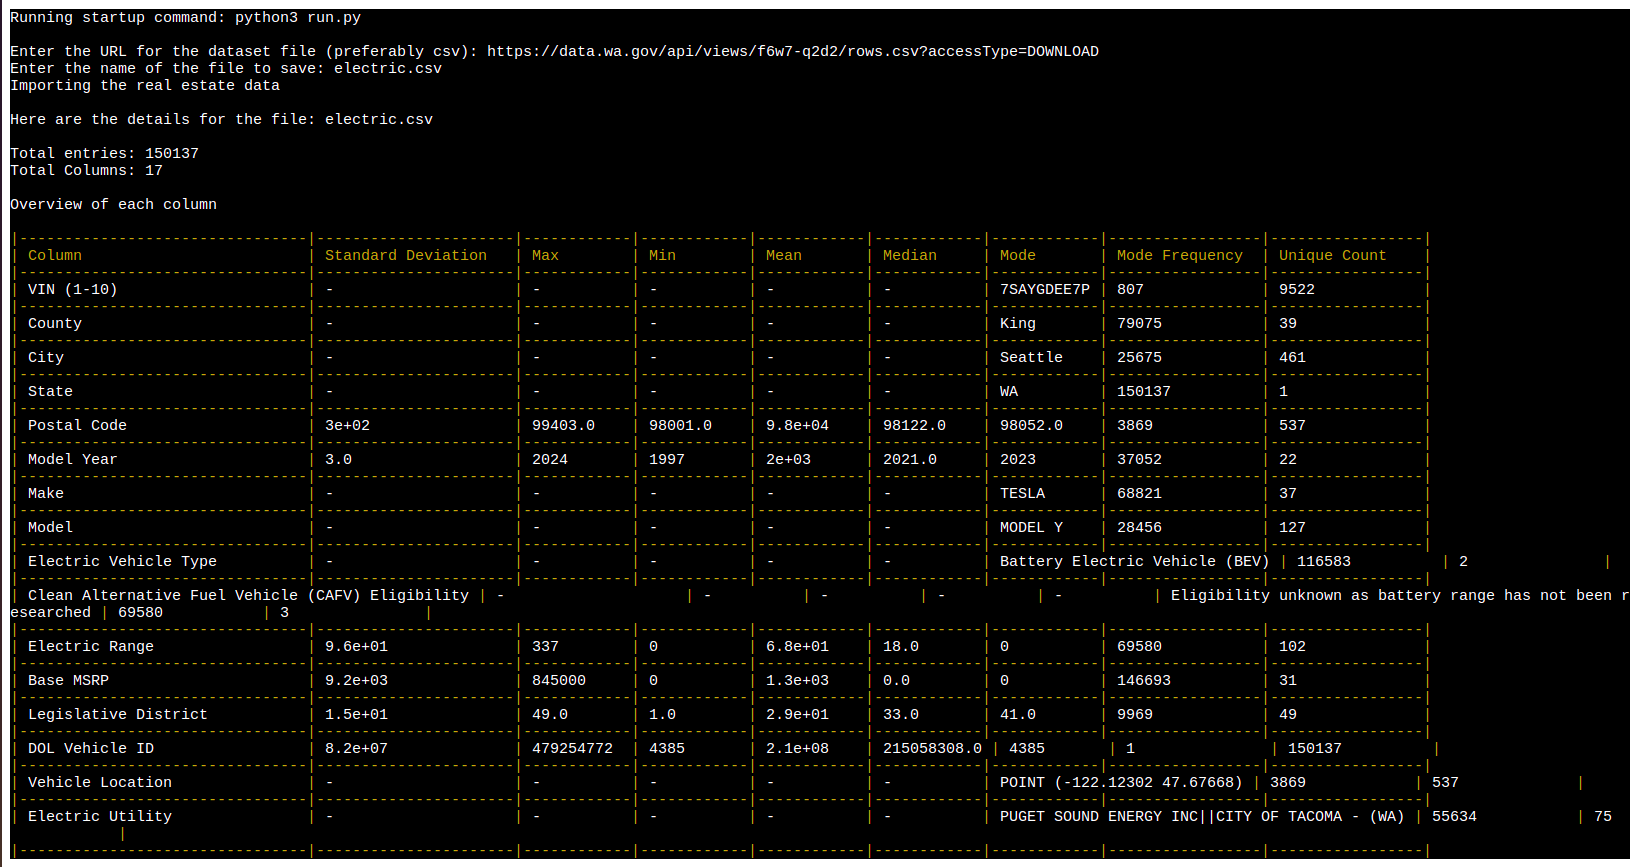 Running startup command: python3 run.py
Enter the URL for the dataset file (preferably csv): https://data.wa.gov/api/views/f6w7-q2d2/rows.csv?accessType=DOWNLOAD
Enter the name of the file to save: electric.csv
Importing the real estate data
Here are the details for the file: electric.csv
Total entries: 150137
Total Columns: 17
Overview of each column
|--------------------------------|----------------------|------------|------------|------------|------------|------------|-----------------|-----------------|
| Column | Standard Deviation | Max | Min | Mean | Median | Mode | Mode Frequency | Unique Count |
| VIN (1-10) | - | - | - | - | - | 7SAYGDEE7P | 807 | 9522 |
| County | - | - | - | - | - | King | 79075 | 39 |
| City | - | - | - | - | - | Seattle | 25675 | 461 |
| State | - | - | - | - | - | WA | 150137 | 1 |
| Postal Code | 3e+02 | 99403.0 | 98001.0 | 9.8e+04 | 98122.0 | 98052.0 | 3869 | 537 |
| Model Year | 3.0 | 2024 | 1997 | 2e+03 | 2021.0 | 2023 | 37052 | 22 |
| Make | - | - | - | - | - | TESLA | 68821 | 37 |
| Model | - | - | - | - | - | MODEL Y | 28456 | 127 |
| Electric Vehicle Type | - | - | - | - | - | Battery Electric Vehicle (BEV) | 116583 | 2 |
| Clean Alternative Fuel Vehicle (CAFV) Eligibility | - | - | - | - | - | Eligibility unknown as battery range has not been r
esearched | 69580 | 3 |
| Electric Range | 9.6e+01 | 337 | 0 | 6.8e+01 | 18.0 | 0 | 69580 | 102 |
| Base MSRP | 9.2e+03 | 845000 | 0 | 1.3e+03 | 0.0 | 0 | 146693 | 31 |
| Legislative District | 1.5e+01 | 49.0 | 1.0 | 2.9e+01 | 33.0 | 41.0 | 9969 | 49 |
| DOL Vehicle ID | 8.2e+07 | 479254772 | 4385 | 2.1e+08 | 215058308.0 | 4385 | 1 | 150137 |
| Vehicle Location | - | - | - | - | - | POINT (-122.12302 47.67668) | 3869 | 537 |
| Electric Utility | - | - | - | - | - | PUGET SOUND ENERGY INC||CITY OF TACOMA - (WA) | 55634 | 75
|